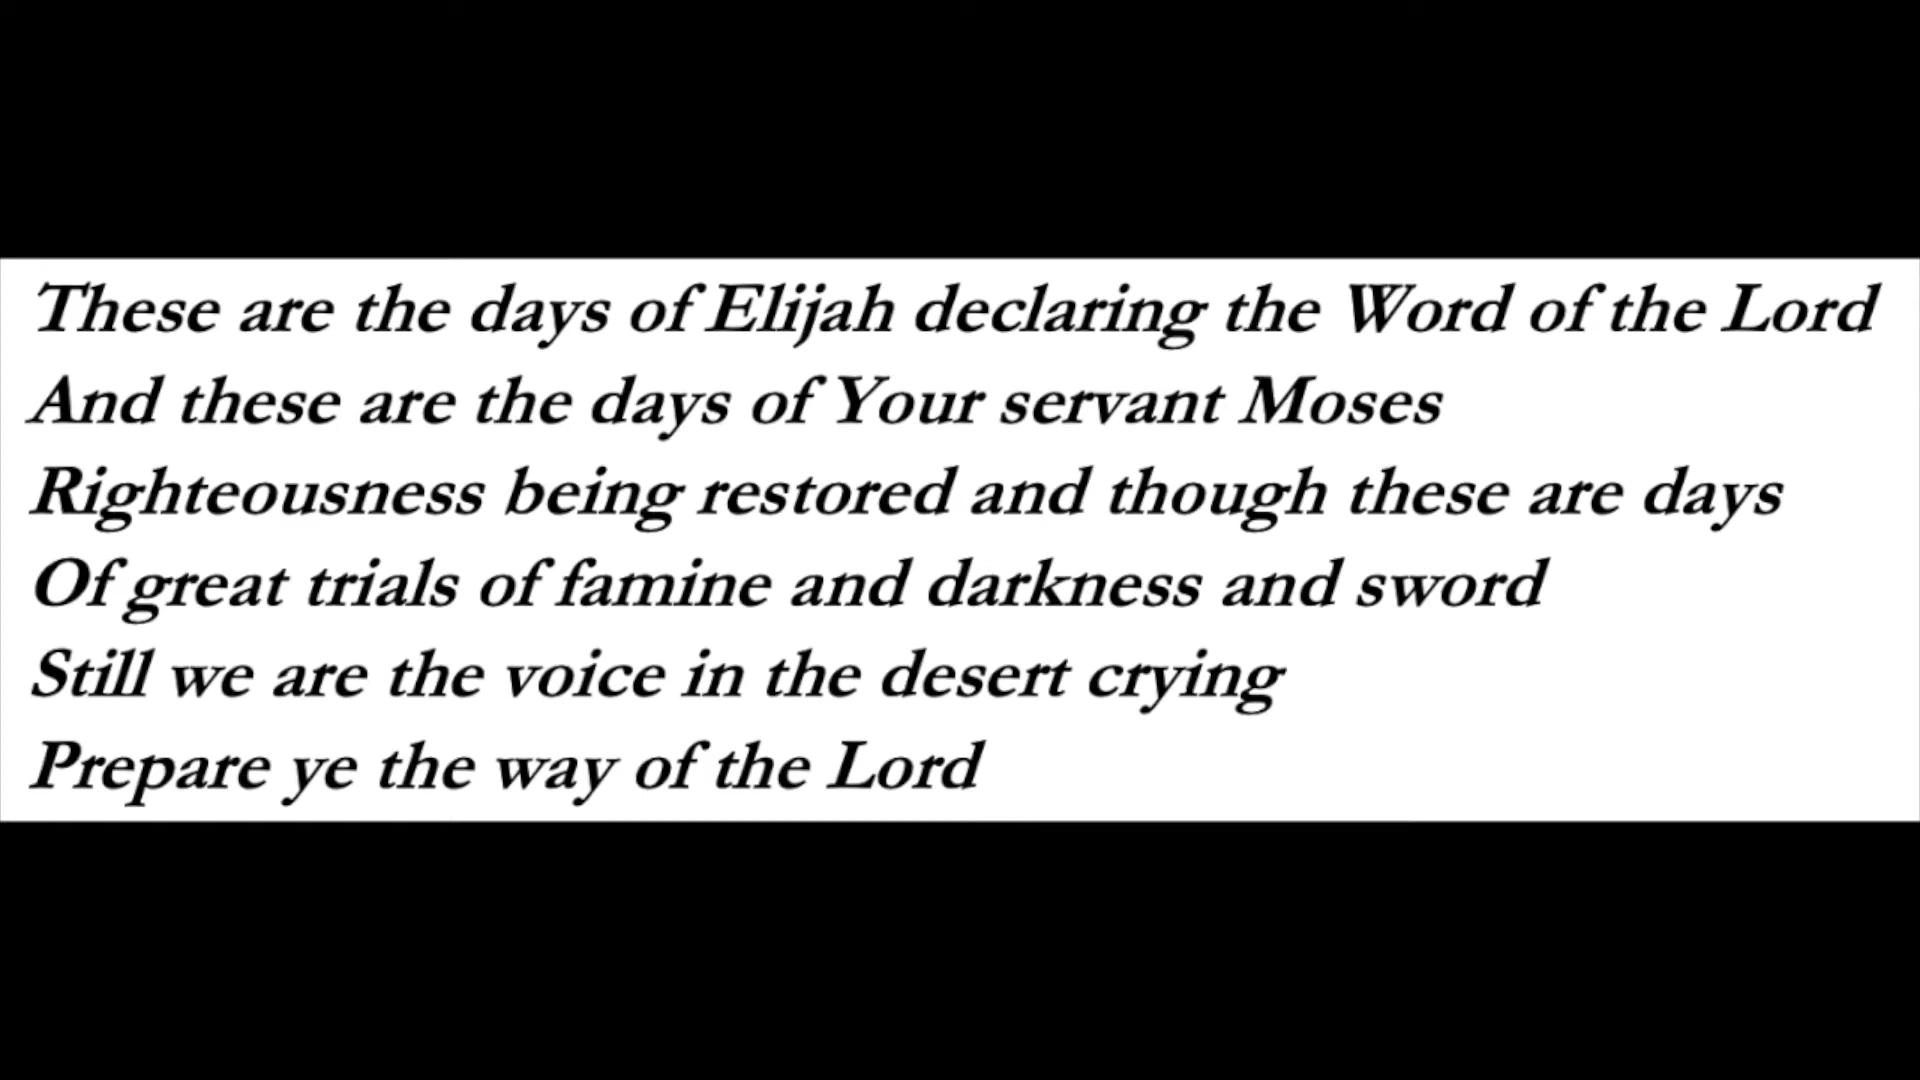 These are the days of Elijah declaring the Word of the Lord
And these are the days of Your servant Moses
Righteousness being restored and though these are days
Of great trials of famine and darkness and sword
Still we are the voice in the desert crying
Prepare ye the way of the Lord